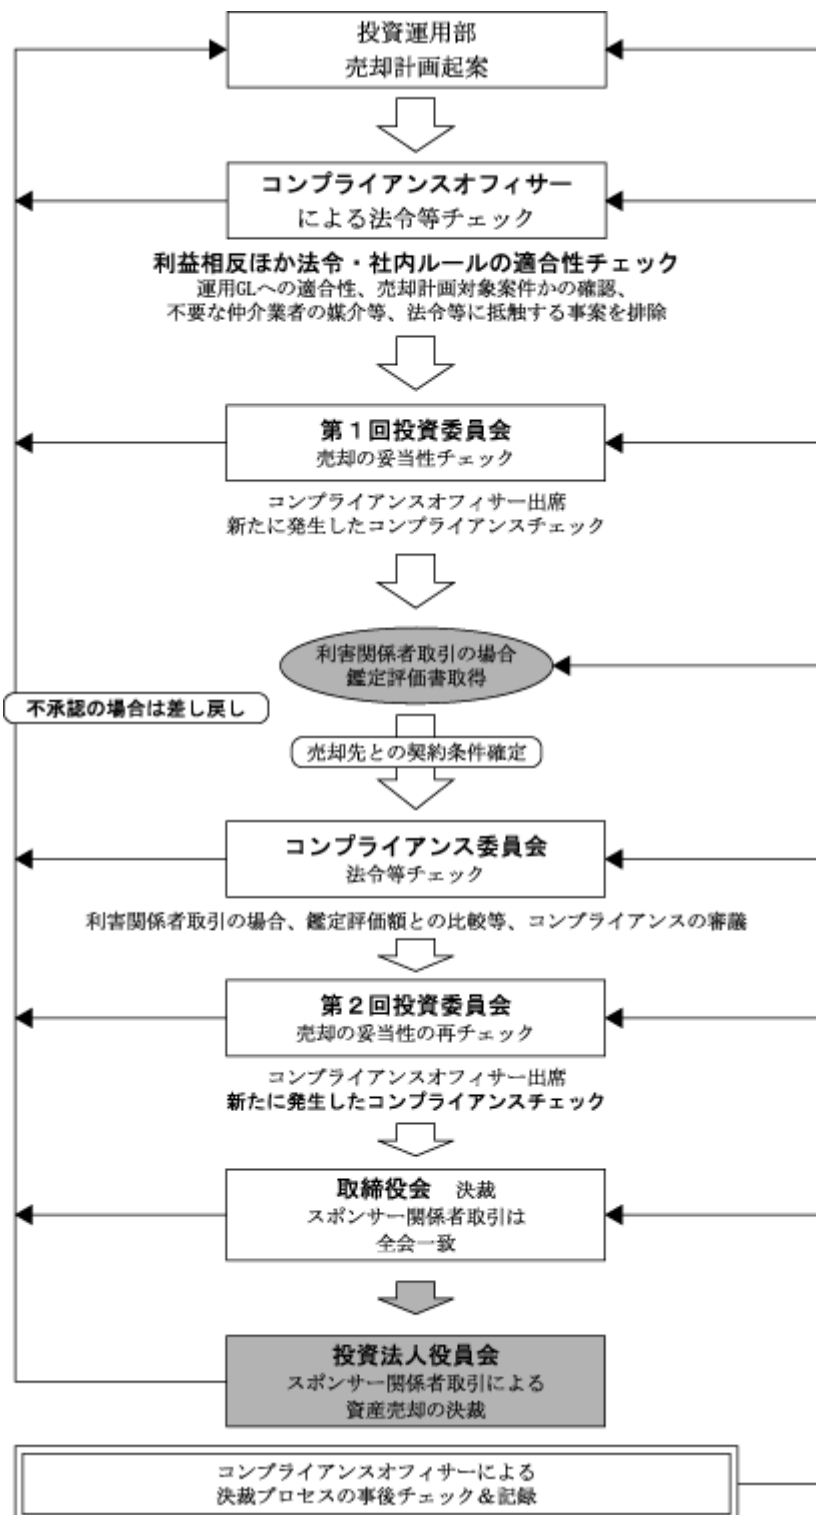 投資運用部
売却計画起案
コンプライアンスオフィサー
による法令等チェック
利益相反ほか法令・社内ルールの適合性チェック
運用GLへの適合性、売却計画対象案件かの確認、
不要な仲介業者の媒介等、法令等に抵触する事案を排除
第1回投資委員会
売却の妥当性チェック
コンプライアンスオフィサー出席
新たに発生したコンプライアンスチェック
利害関係者取引の場合
鑑定評価書取得
不承認の場合は差し戻し
売却先との契約条件確定
コンプライアンス委員会
法令等チェック
利害関係者取引の場合、鑑定評価額との比較等、コンプライアンスの審議
第2回投資委員会
売却の妥当性の再チェック
コンプライアンスオフィサー出席
新たに発生したコンプライアンスチェック
取締役会　決裁
スポンサー関係者取引は
全会一致
投資法人役員会
スポンサー関係者取引による
資産売却の決裁
コンプライアンスオフィサーによる
決裁プロセスの事後チェック&記録